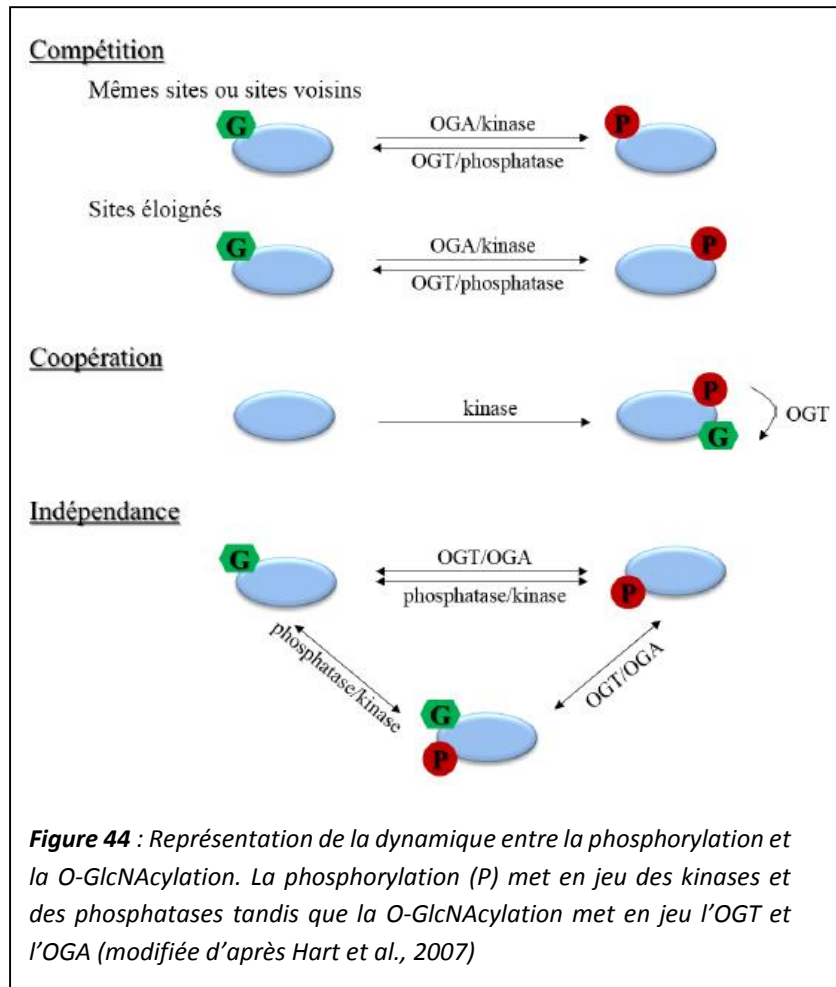 Compétition
Mêmes sites ou sites voisins
G
OGA/kinase
OGT/phosphatase
P
Sites éloignés
G
OGA/kinase
OGT/phosphatase
P
Coopération
kinase
P
G
OGT
Indépendance
G
OGT/OGA
phosphatase/kinase
P
phosphatase/kinase
OGT/OGA
G
P
Figure 44 : Représentation de la dynamique entre la phosphorylation et
la O-GlcNAcylation. La phosphorylation (P) met en jeu des kinases et
des phosphatases tandis que la O-GlcNAcylation met en jeu l’OGT et
l’OGA (modifiée d’après Hart et al., 2007)